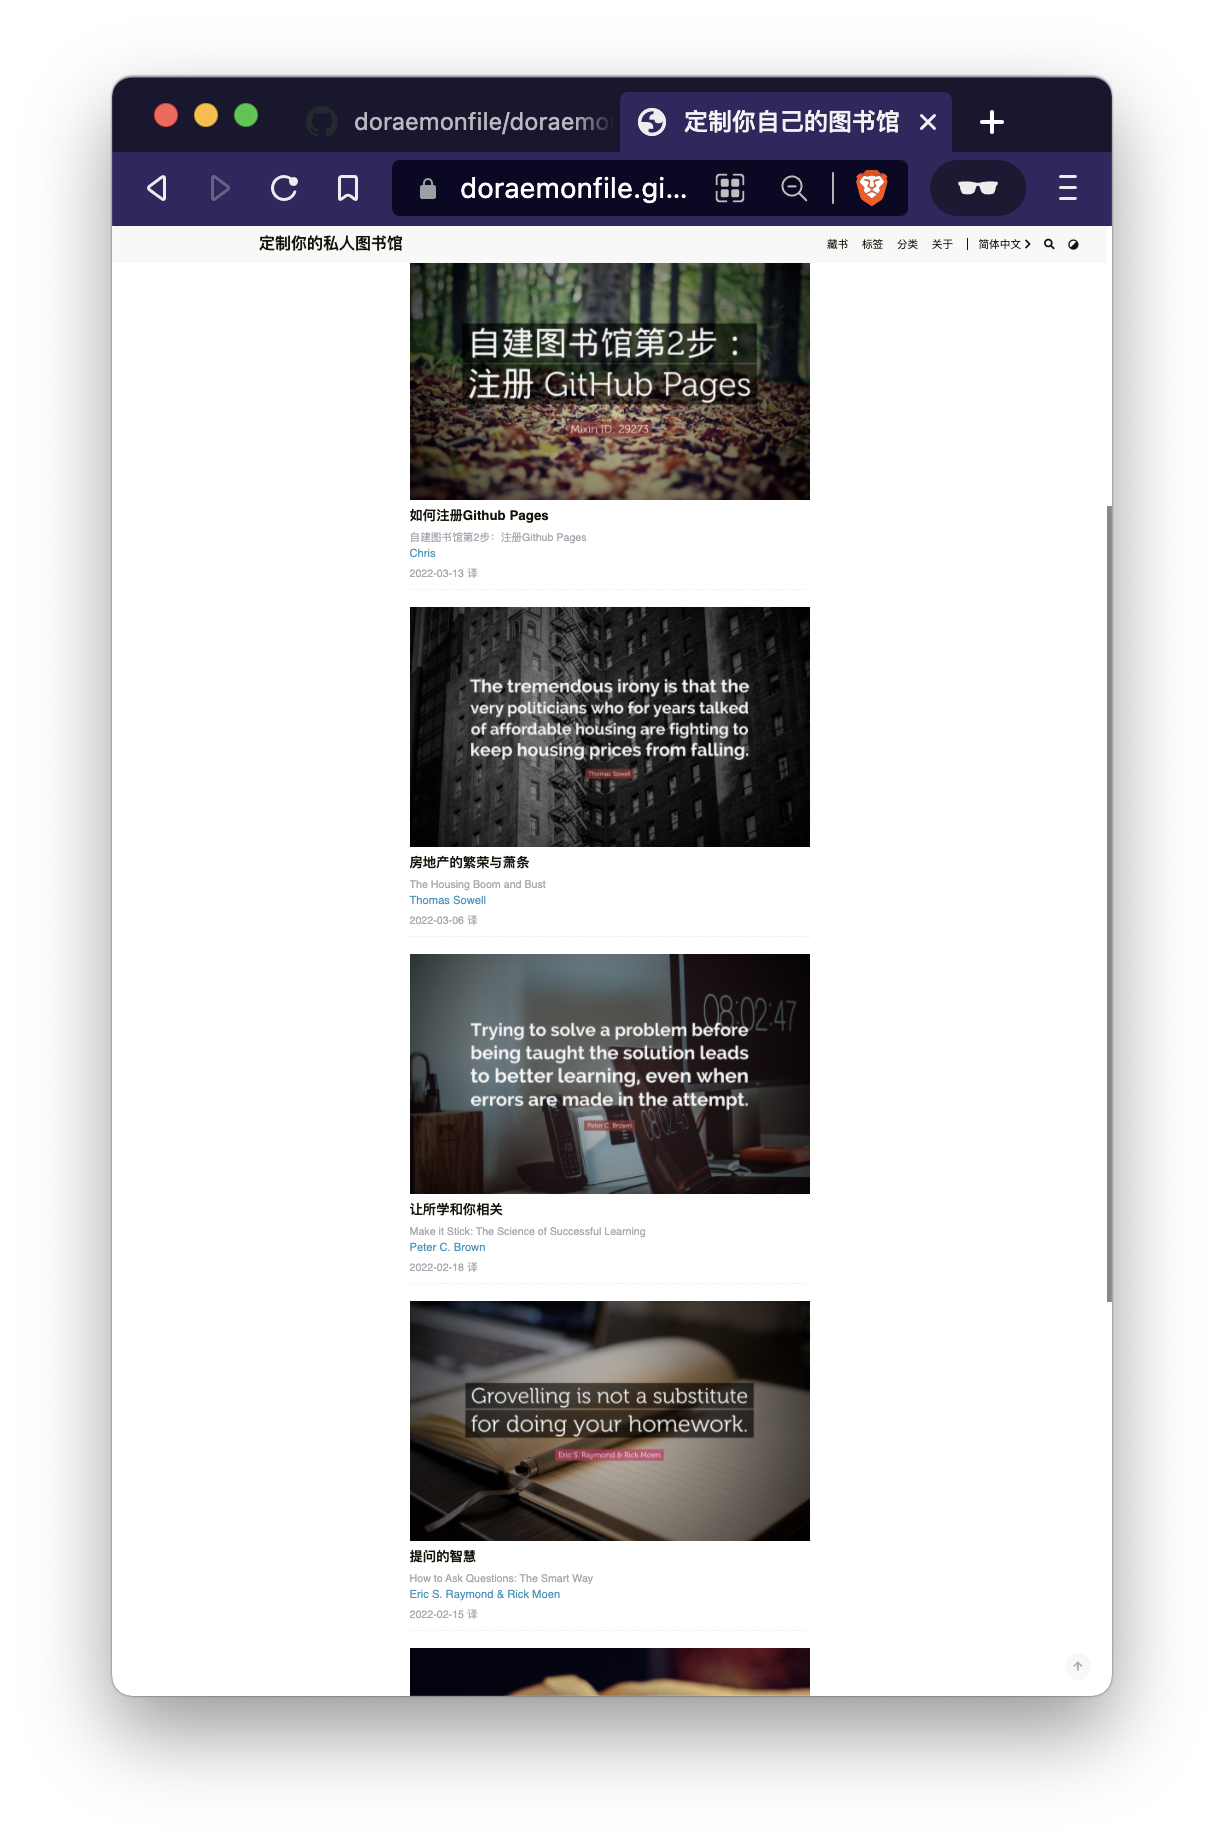 doraemonfile/doraemo
定制你自己的图书馆
doraemonfile.gi...
定制你的私人图书馆
藏书 标签 分类 关于 | 简体中文
自建图书馆第2步：
注册 GitHub Pages
Mixin ID: 29273
如何注册Github Pages
自建图书馆第2步：注册Github Pages
Chris
2022-03-13 译
The tremendous irony is that the
very politicians who for years talked
of affordable housing are fighting to
keep housing prices from falling.
Thomas Sowell
房地产的繁荣与萧条
The Housing Boom and Bust
Thomas Sowell
2022-03-06 译
08:02:47
Trying to solve a problem before
being taught the solution leads
to better learning, even when
errors are made in the attempt.
Peter C. Brown
08:02:45
让所学和你相关
Make it Stick: The Science of Successful Learning
Peter C. Brown
2022-02-18 译
Grovelling is not a substitute
for doing your homework.
Eric S. Raymond & Rick Moen
提问的智慧
How to Ask Questions: The Smart Way
Eric S. Raymond & Rick Moen
2022-02-15 译